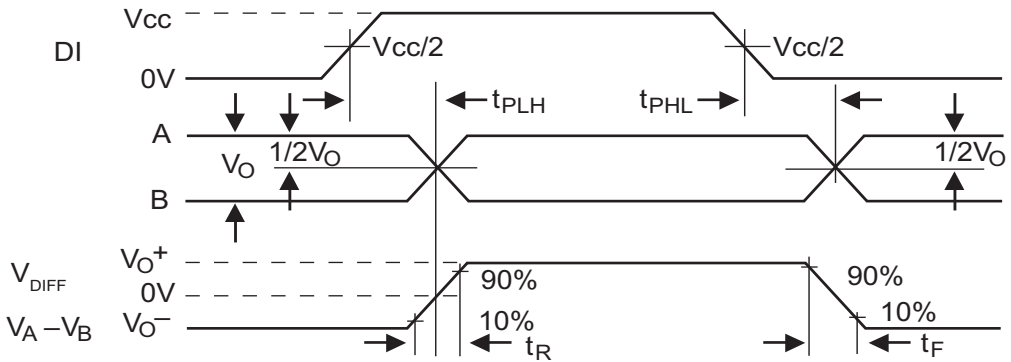 Vcc
DI
Vcc/2
Vcc/2
0V
tPLH
tPHL
A
VO
1/2VO
1/2VO
B
VO+
VDIFF
90%
90%
0V
VA –VB
VO–
10%
10%
tR
tF